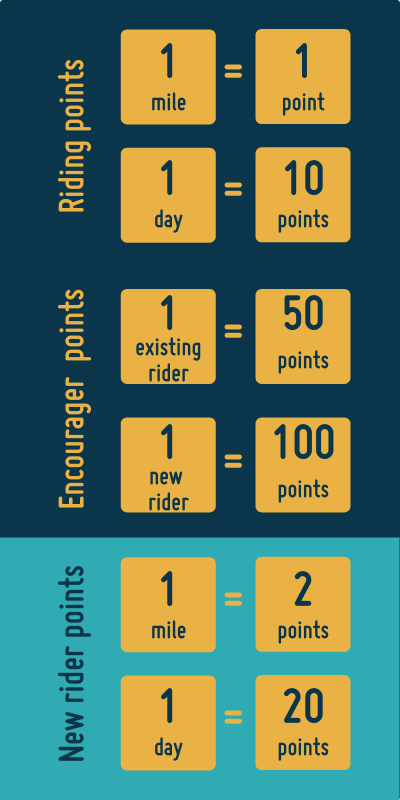 Riding points
1
mile
=
1
point
1
day
=
10
points
Encourager points
1
existing
rider
=
50
points
1
new
rider
=
100
points
New rider points
1
mile
=
2
points
1
day
=
20
points